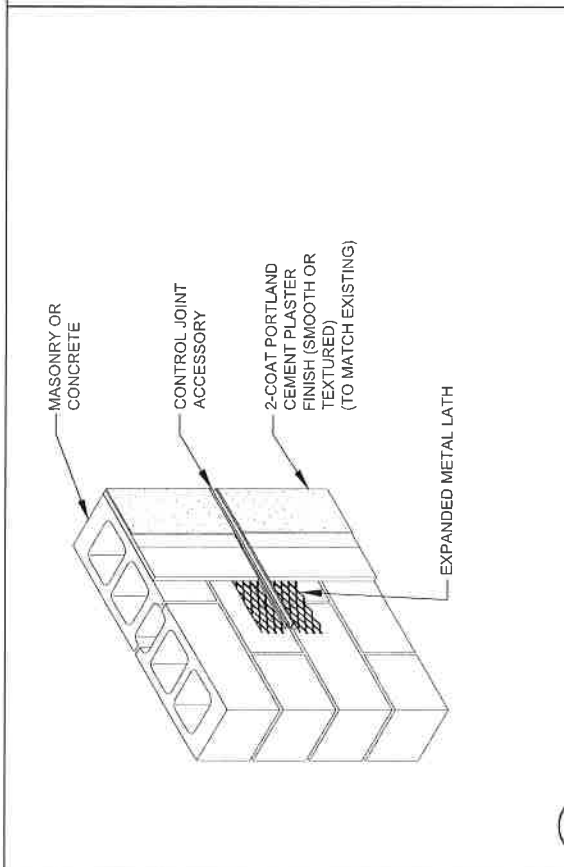 MASONRY OR
CONCRETE
CONTROL JOINT
ACCESSORY
2-COAT PORTLAND
CEMENT PLASTER
FINISH (SMOOTH OR
TEXTURED)
(TO MATCH EXISTING)
EXPANDED METAL LATH